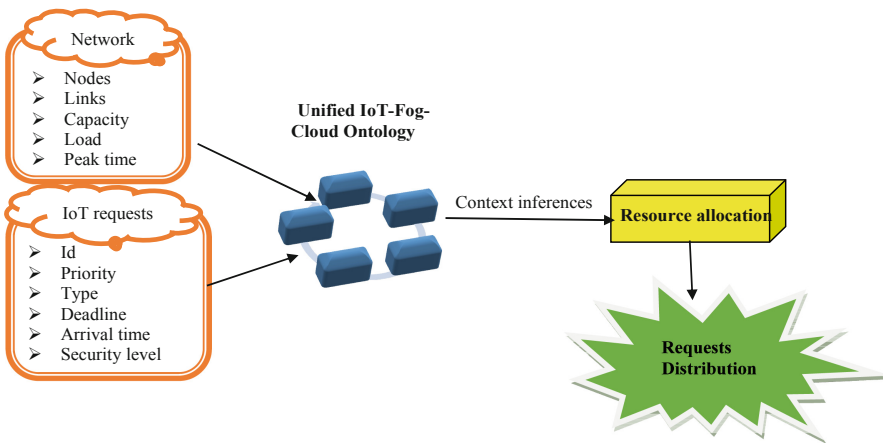 Network
➢ Nodes
➢ Links
➢ Capacity
➢ Load
➢ Peak time
IoT requests
➢ Id
➢ Priority
➢ Type
➢ Deadline
➢ Arrival time
➢ Security level
Unified IoT-Fog-
Cloud Ontology
Context inferences
Resource allocation
Requests
Distribution